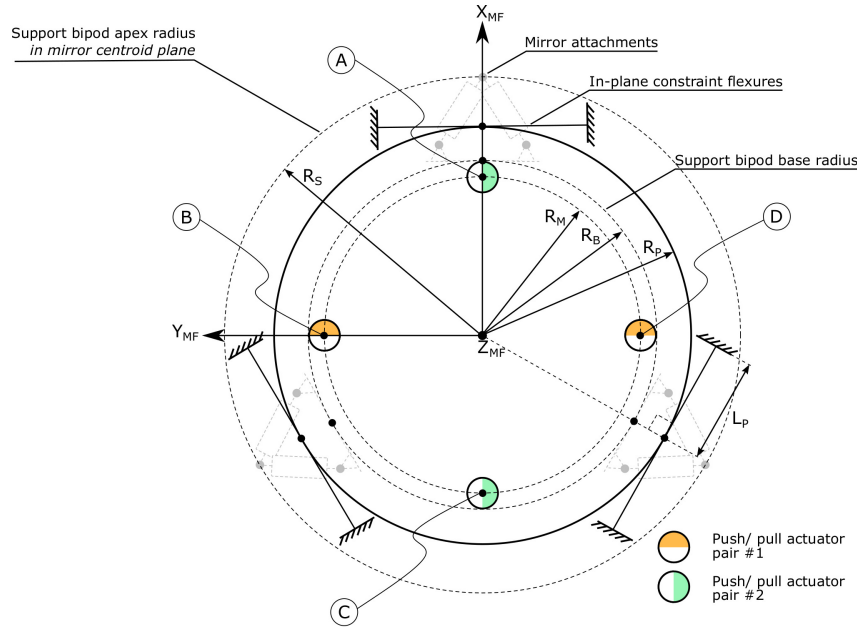 X_MF
Support bipod apex radius
in mirror centroid plane
A
Mirror attachments
In-plane constraint flexures
Support bipod base radius
R_S
B
R_M
R_B
R_P
D
Y_MF
Z_MF
L_P
C
Push/ pull actuator
pair #1
Push/ pull actuator
pair #2